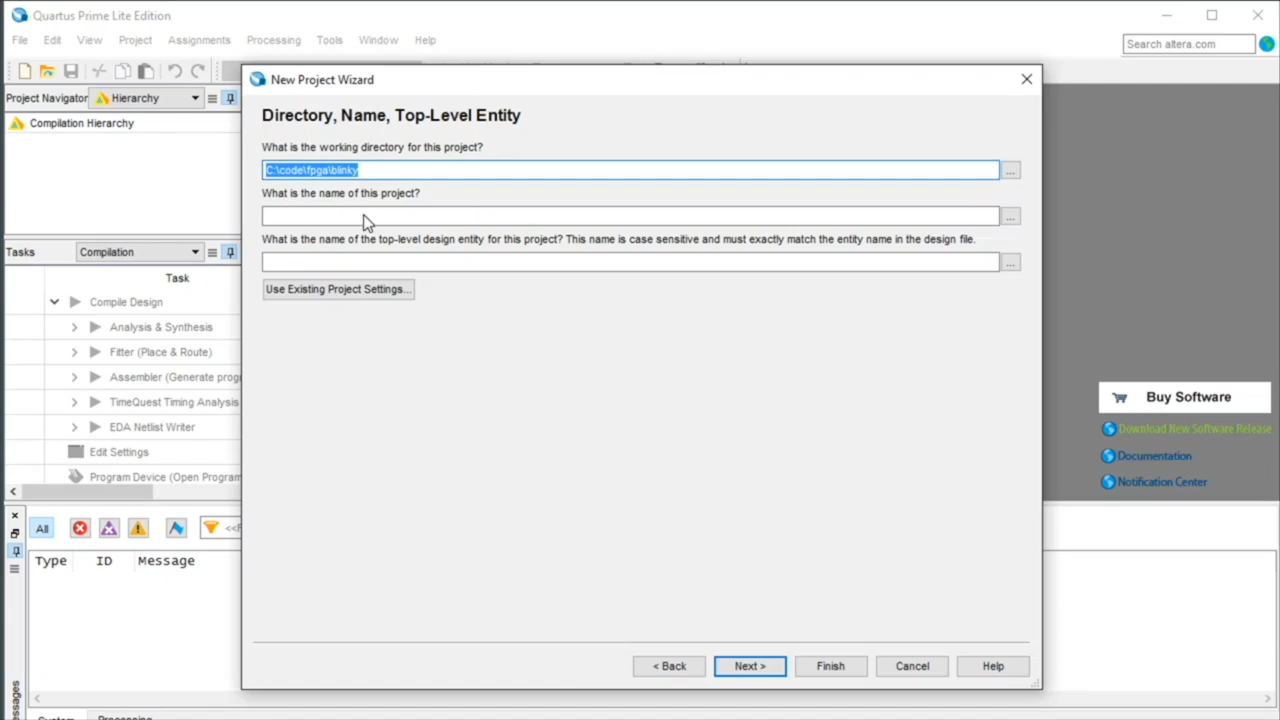 Quartus Prime Lite Edition
File Edit View Project Assignments Processing Tools Window Help
Search altera.com
New Project Wizard
Project Navigator Hierarchy
Compilation Hierarchy
Directory, Name, Top-Level Entity
What is the working directory for this project?
C:\code\fpga\blinky
...
What is the name of this project?
...
What is the name of the top-level design entity for this project? This name is case sensitive and must exactly match the entity name in the design file.
...
Use Existing Project Settings...
Tasks Compilation
Task
Compile Design
Analysis & Synthesis
Fitter (Place & Route)
Assembler (Generate prog
TimeQuest Timing Analysis
EDA Netlist Writer
Edit Settings
Program Device (Open Program
Buy Software
Download New Software Release
Documentation
Notification Center
All
Type ID Message
< Back Next > Finish Cancel Help